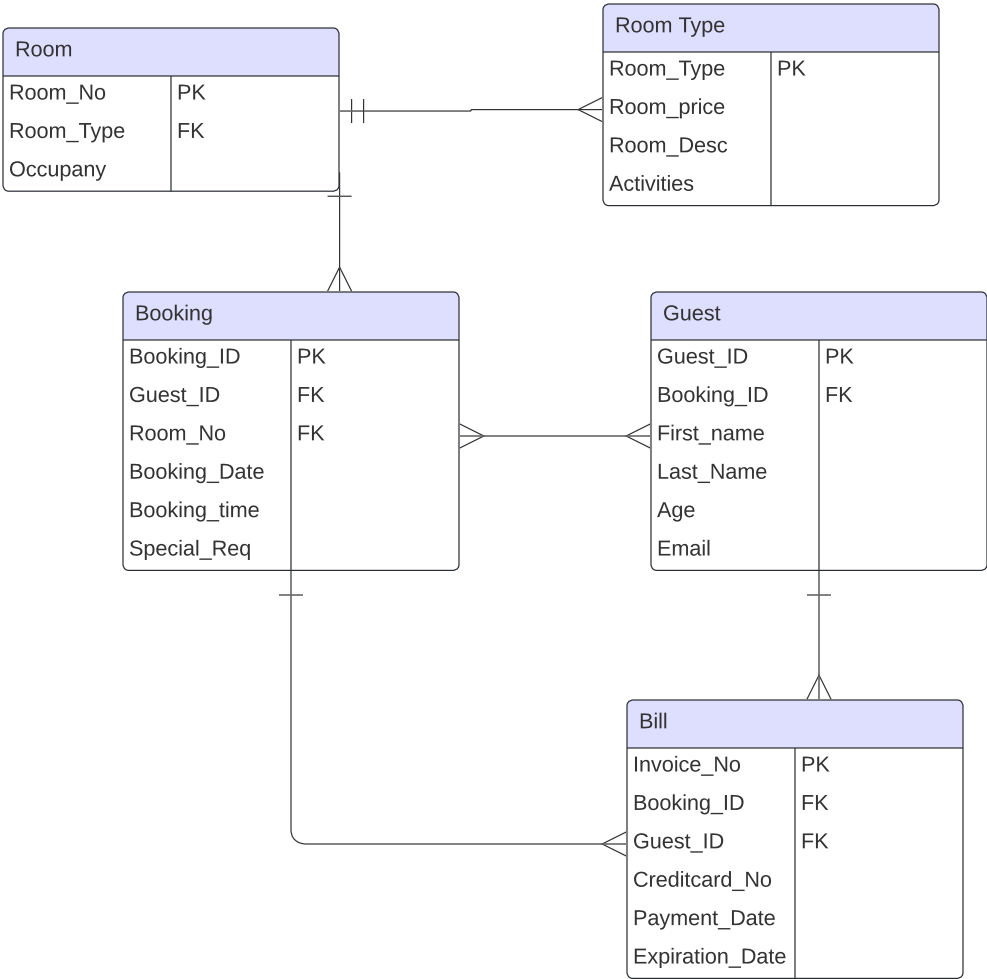 Room
Room_No PK
Room_Type FK
Occupany
Room Type
Room_Type PK
Room_price
Room_Desc
Activities
Booking
Booking_ID PK
Guest_ID FK
Room_No FK
Booking_Date
Booking_time
Special_Req
Guest
Guest_ID PK
Booking_ID FK
First_name
Last_Name
Age
Email
Bill
Invoice_No PK
Booking_ID FK
Guest_ID FK
Creditcard_No
Payment_Date
Expiration_Date